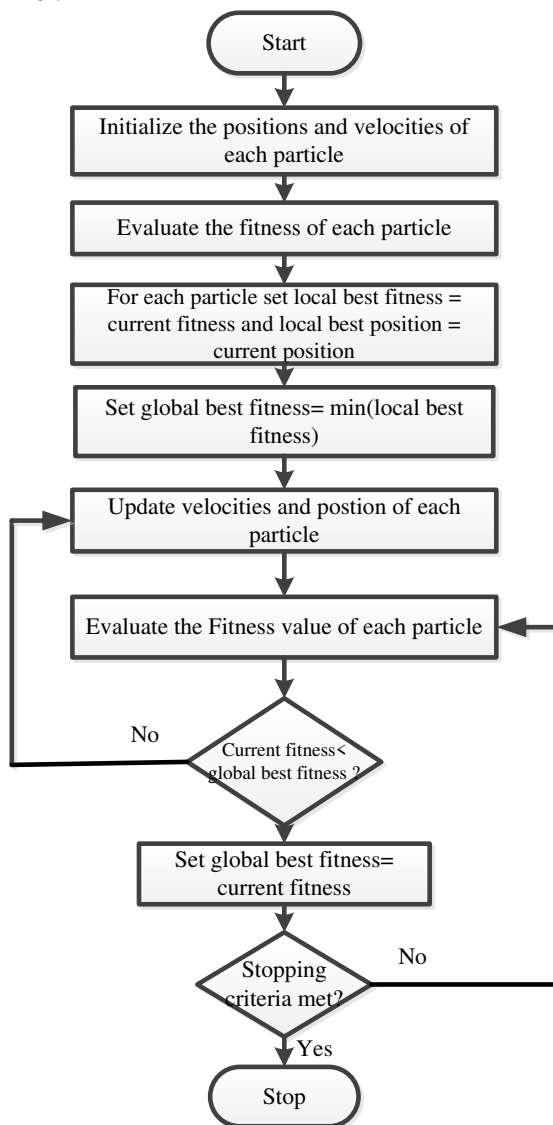 Start
Initialize the positions and velocities of
each particle
Evaluate the fitness of each particle
For each particle set local best fitness =
current fitness and local best position =
current position
Set global best fitness= min(local best
fitness)
Update velocities and postion of each
particle
Evaluate the Fitness value of each particle
No
Current fitness<
global best fitness ?
Set global best fitness=
current fitness
No
Stopping
criteria met?
Yes
Stop